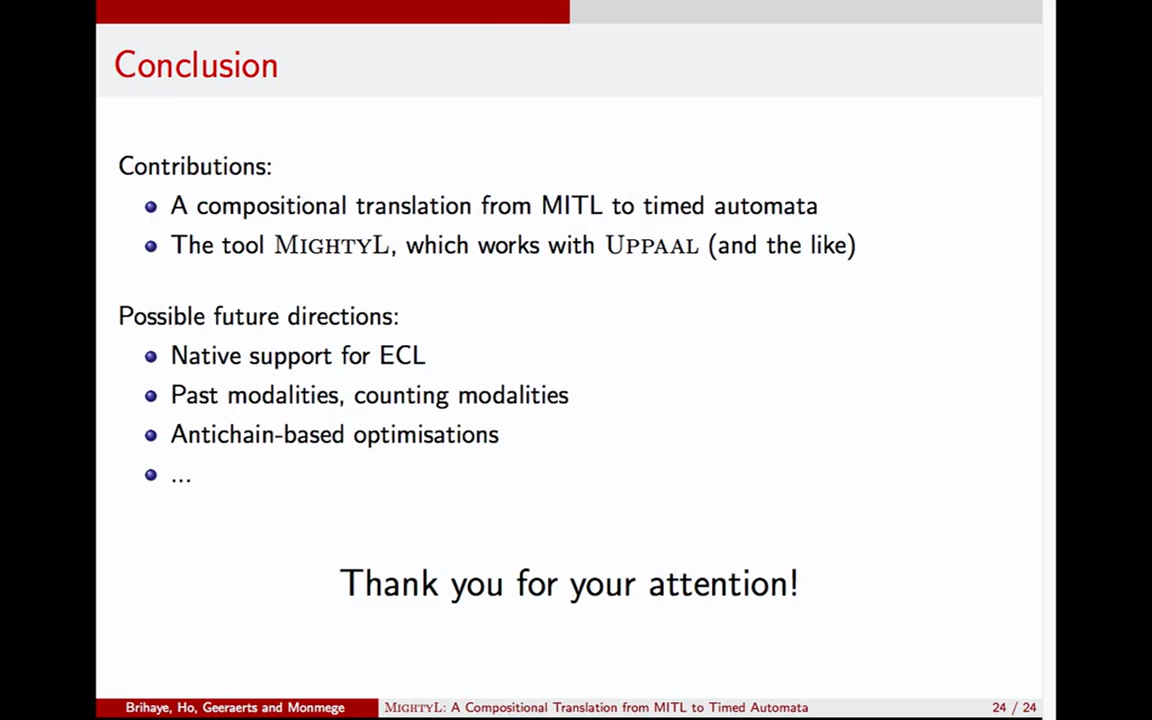 Conclusion
Contributions:
A compositional translation from MITL to timed automata
The tool MIGHTYL, which works with UPPAAL (and the like)
Possible future directions:
Native support for ECL
Past modalities, counting modalities
Antichain-based optimisations
...
Thank you for your attention!
Brihaye, Ho, Geeraerts and Monmege
MIGHTYL: A Compositional Translation from MITL to Timed Automata
24 / 24